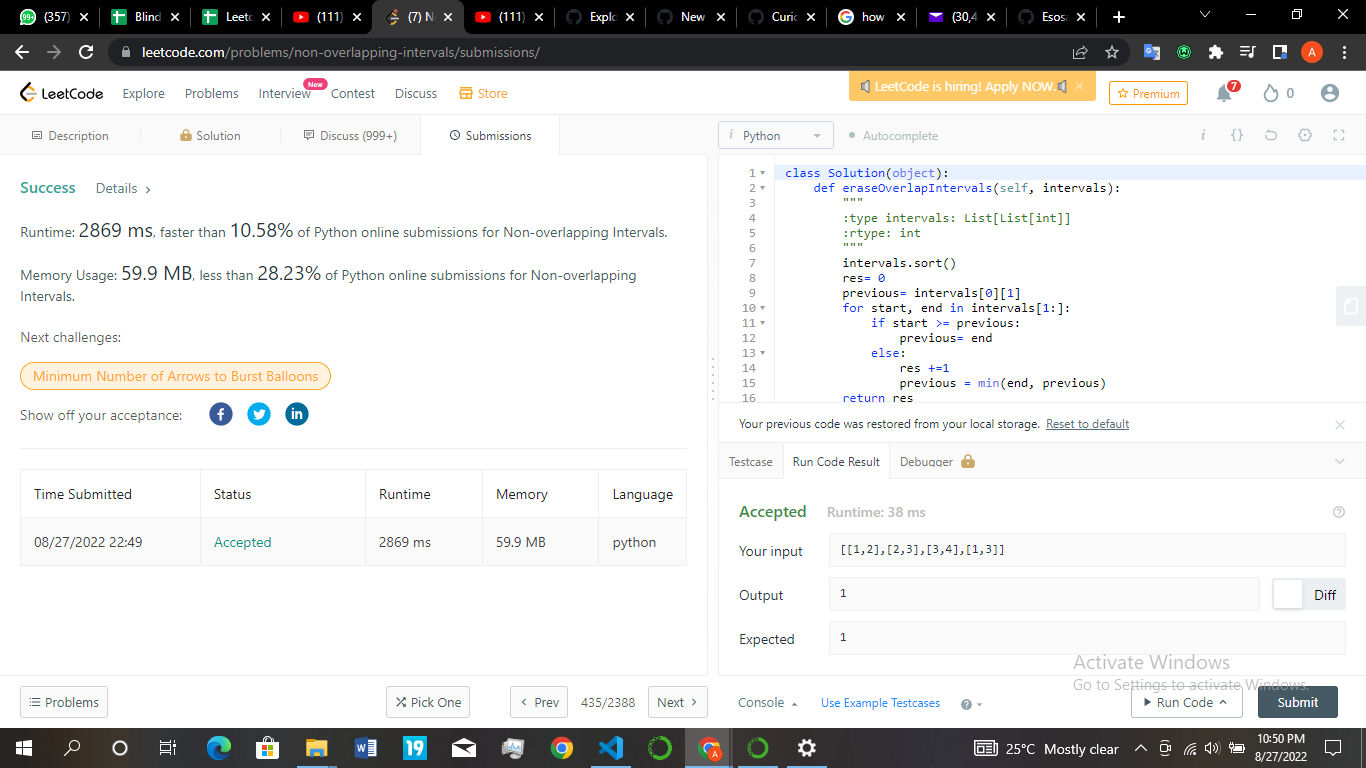 (357) Blind Leetc (111) (7) N (111) Explo New Curio how (30,4 Esosa
leetcode.com/problems/non-overlapping-intervals/submissions/ A
LeetCode Explore Problems Interview New Contest Discuss Store LeetCode is hiring! Apply NOW. Premium 7 0
Description Solution Discuss (999+) Submissions
i Python Autocomplete i {}
Success Details
Runtime: 2869 ms, faster than 10.58% of Python online submissions for Non-overlapping Intervals.
Memory Usage: 59.9 MB, less than 28.23% of Python online submissions for Non-overlapping
Intervals.
Next challenges:
Minimum Number of Arrows to Burst Balloons
Show off your acceptance: f in
Time Submitted Status Runtime Memory Language
08/27/2022 22:49 Accepted 2869 ms 59.9 MB python
1 class Solution(object):
2 def eraseOverlapIntervals(self, intervals):
3 """
4 :type intervals: List[List[int]]
5 :rtype: int
6 """
7 intervals.sort()
8 res= 0
9 previous= intervals[0][1]
10 for start, end in intervals[1:]:
11 if start >= previous:
12 previous= end
13 else:
14 res +=1
15 previous = min(end, previous)
16 return res
Your previous code was restored from your local storage. Reset to default
Testcase Run Code Result Debugger
Accepted Runtime: 38 ms
Your input [[1,2],[2,3],[3,4],[1,3]]
Output 1 Diff
Expected 1
Activate Windows
Go to Settings to activate Windows.
Problems Pick One Prev 435/2388 Next Console Use Example Testcases ? Run Code Submit
W 19 A 25°C Mostly clear 10:50 PM
8/27/2022